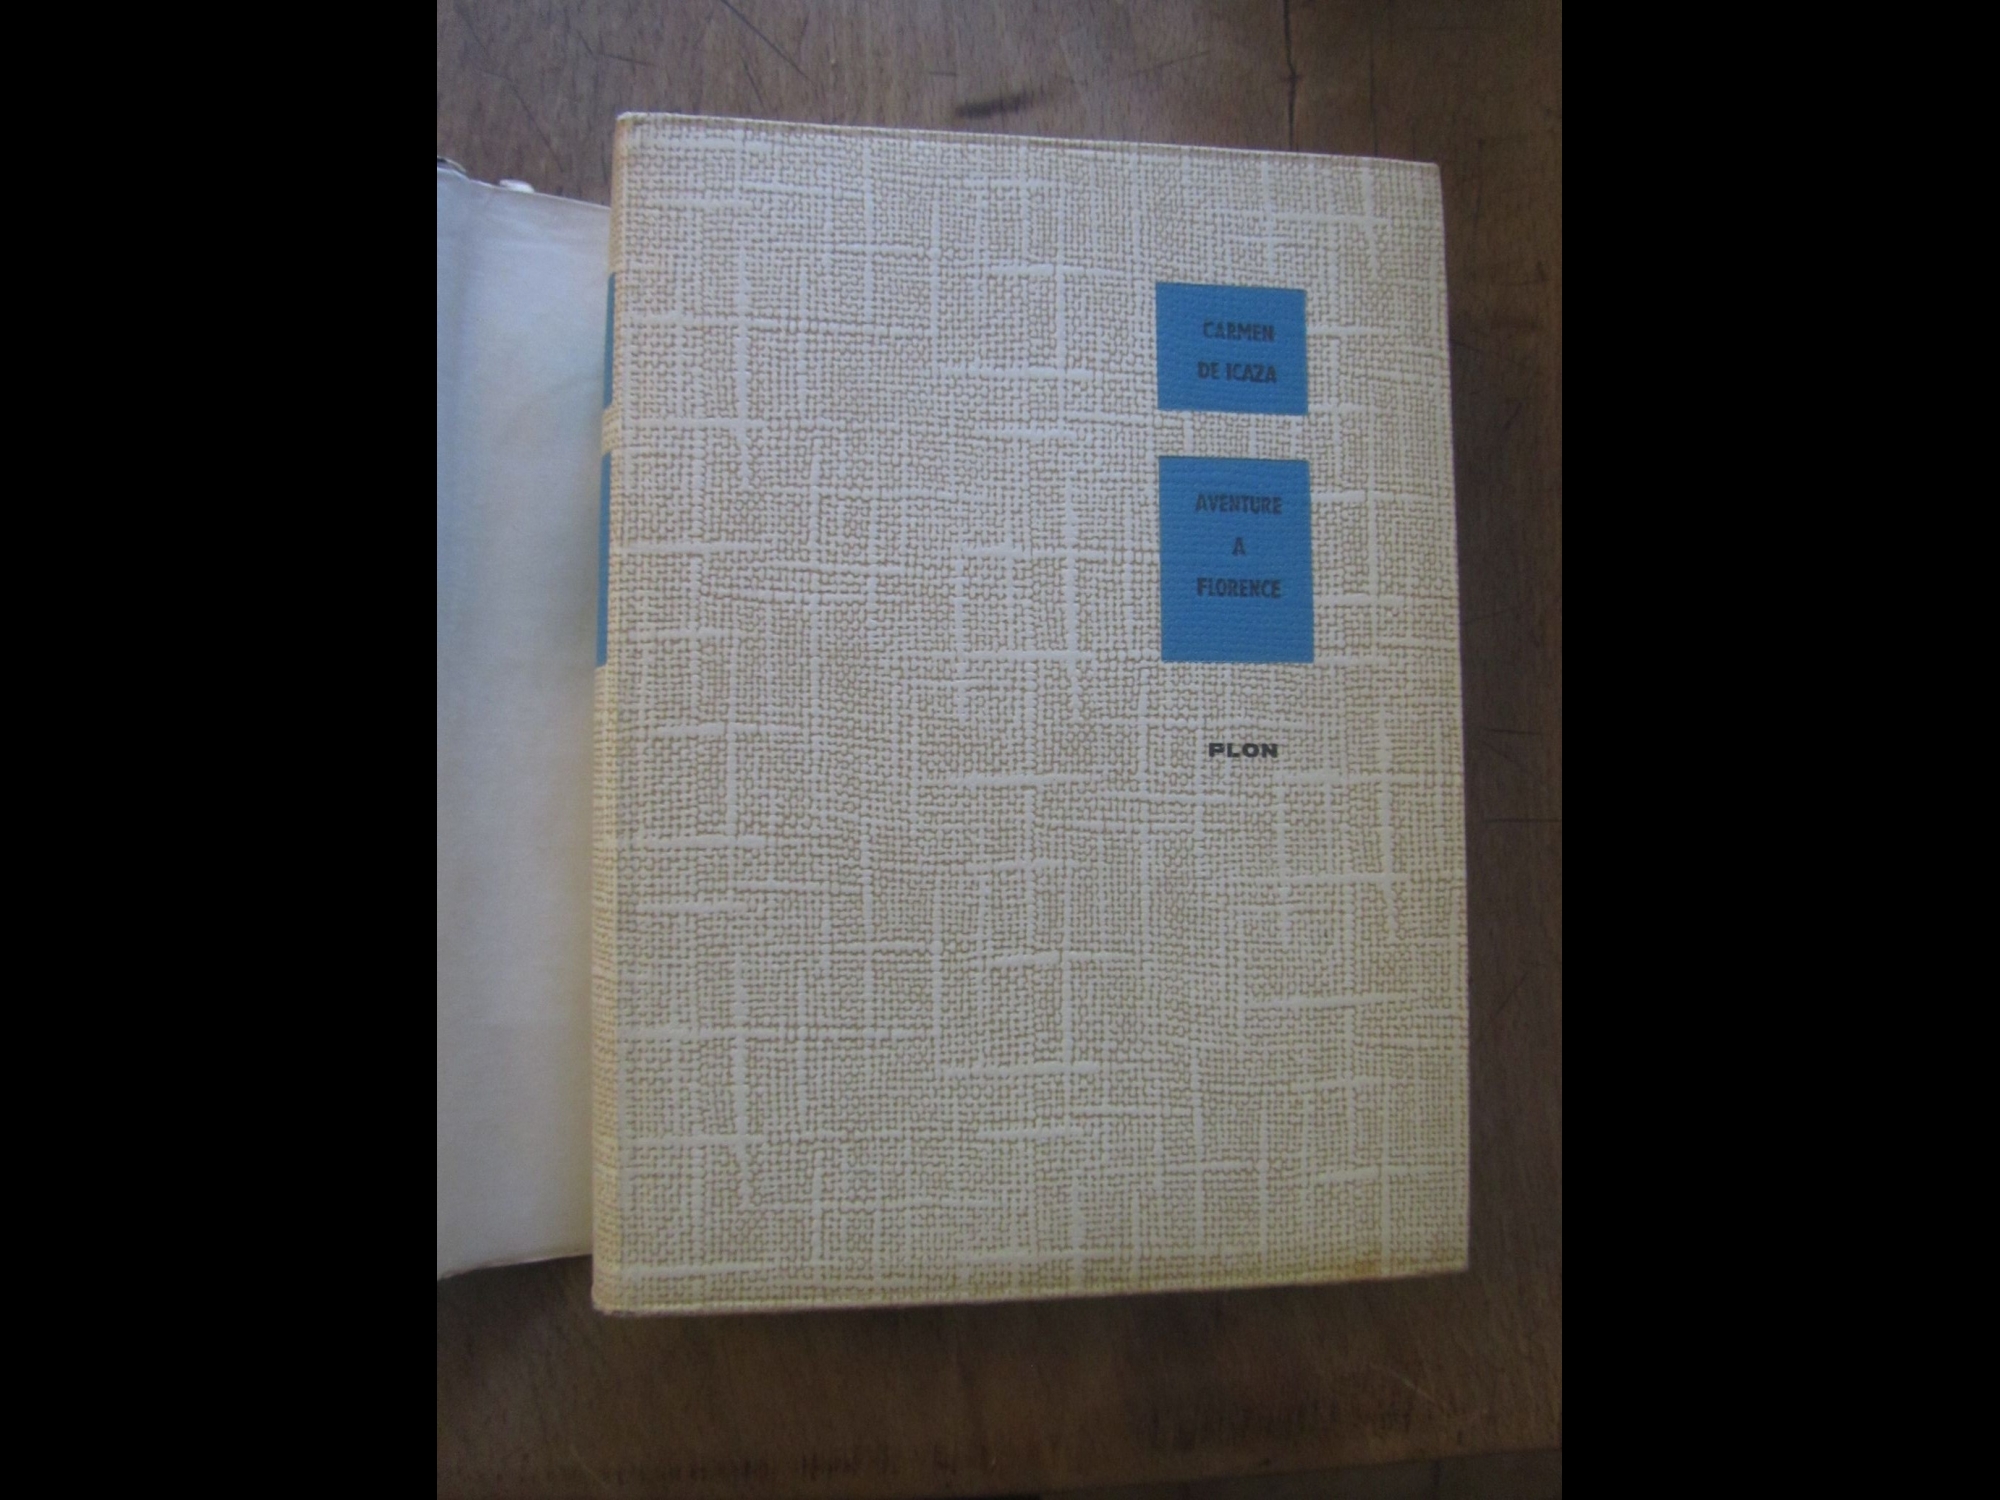 CARMEN
DE ICAZA
AVENTURE
A
FLORENCE
PLON